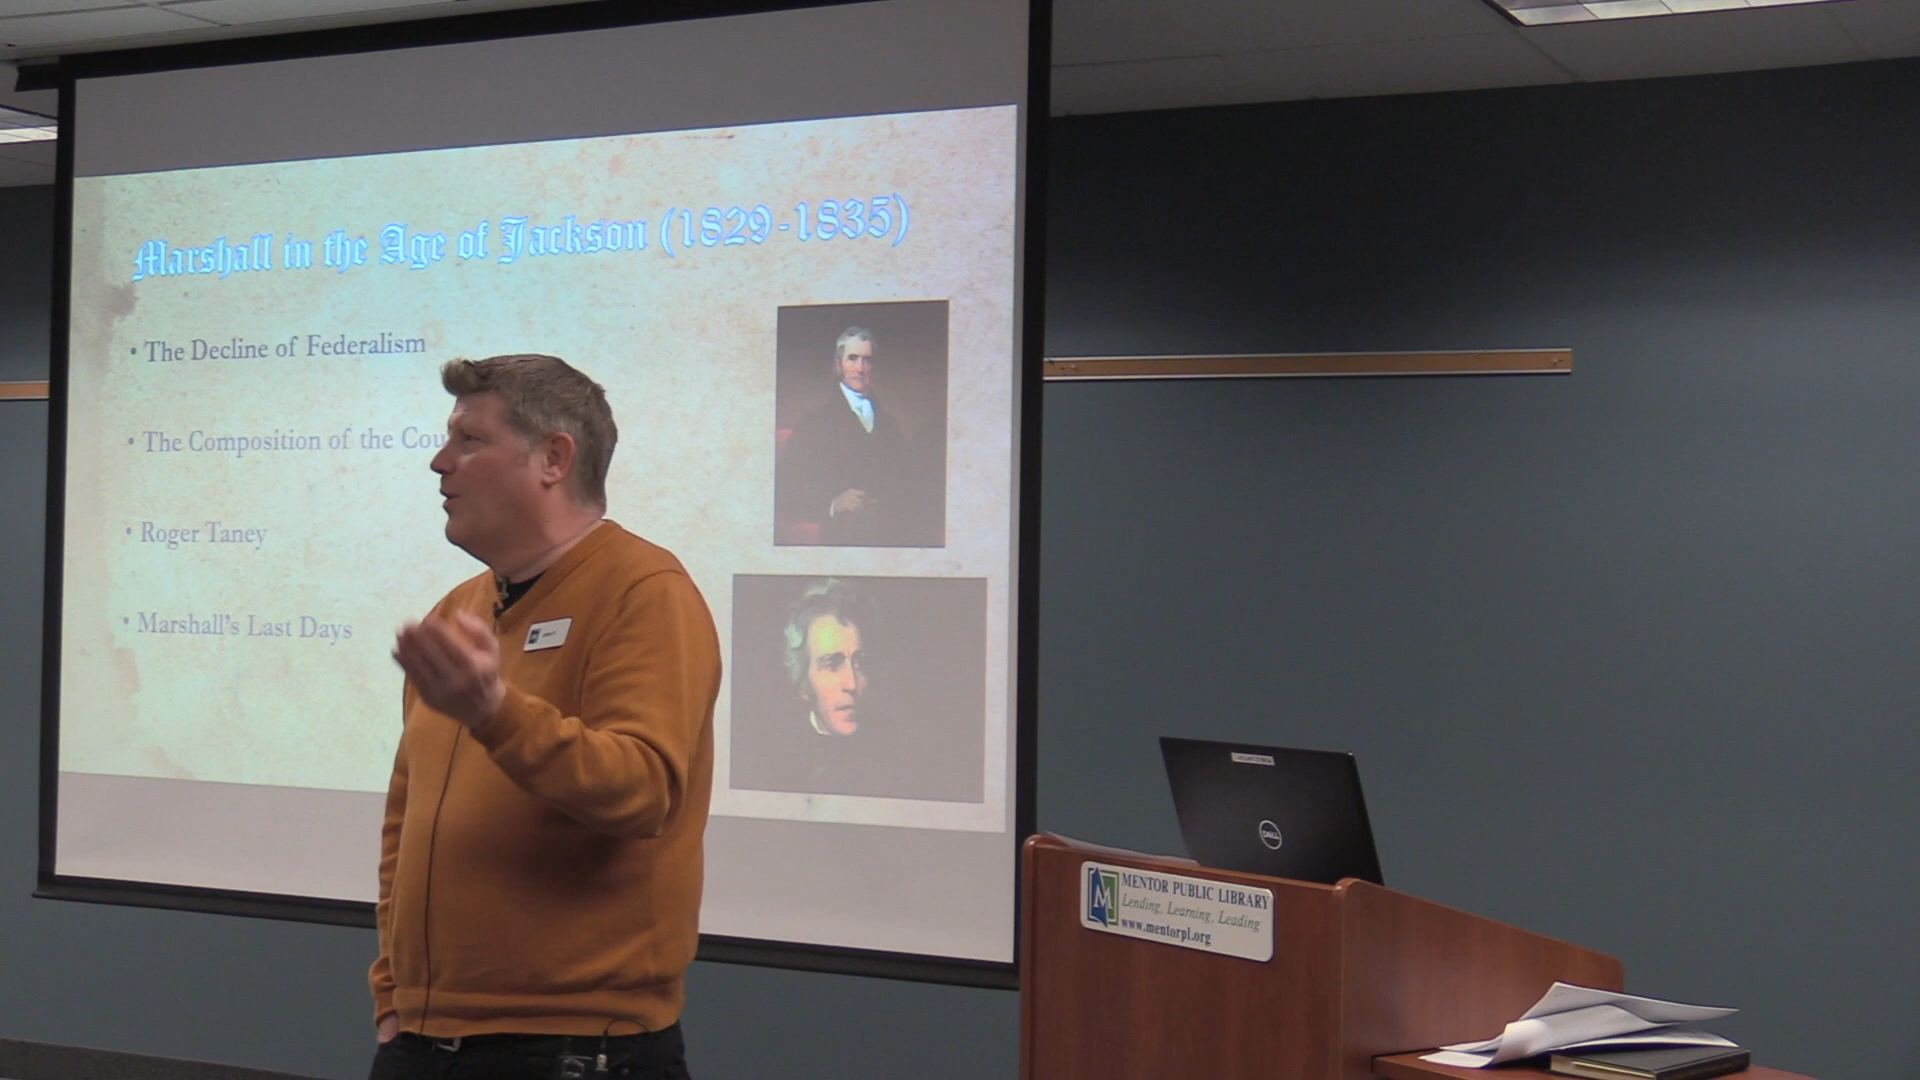 Marshall in the Age of Jackson (1829-1835)
• The Decline of Federalism
• The Composition of the Cou
• Roger Taney
• Marshall's Last Days
DELL
M
MENTOR PUBLIC LIBRARY
Lending, Learning, Leading
www.mentorpl.org